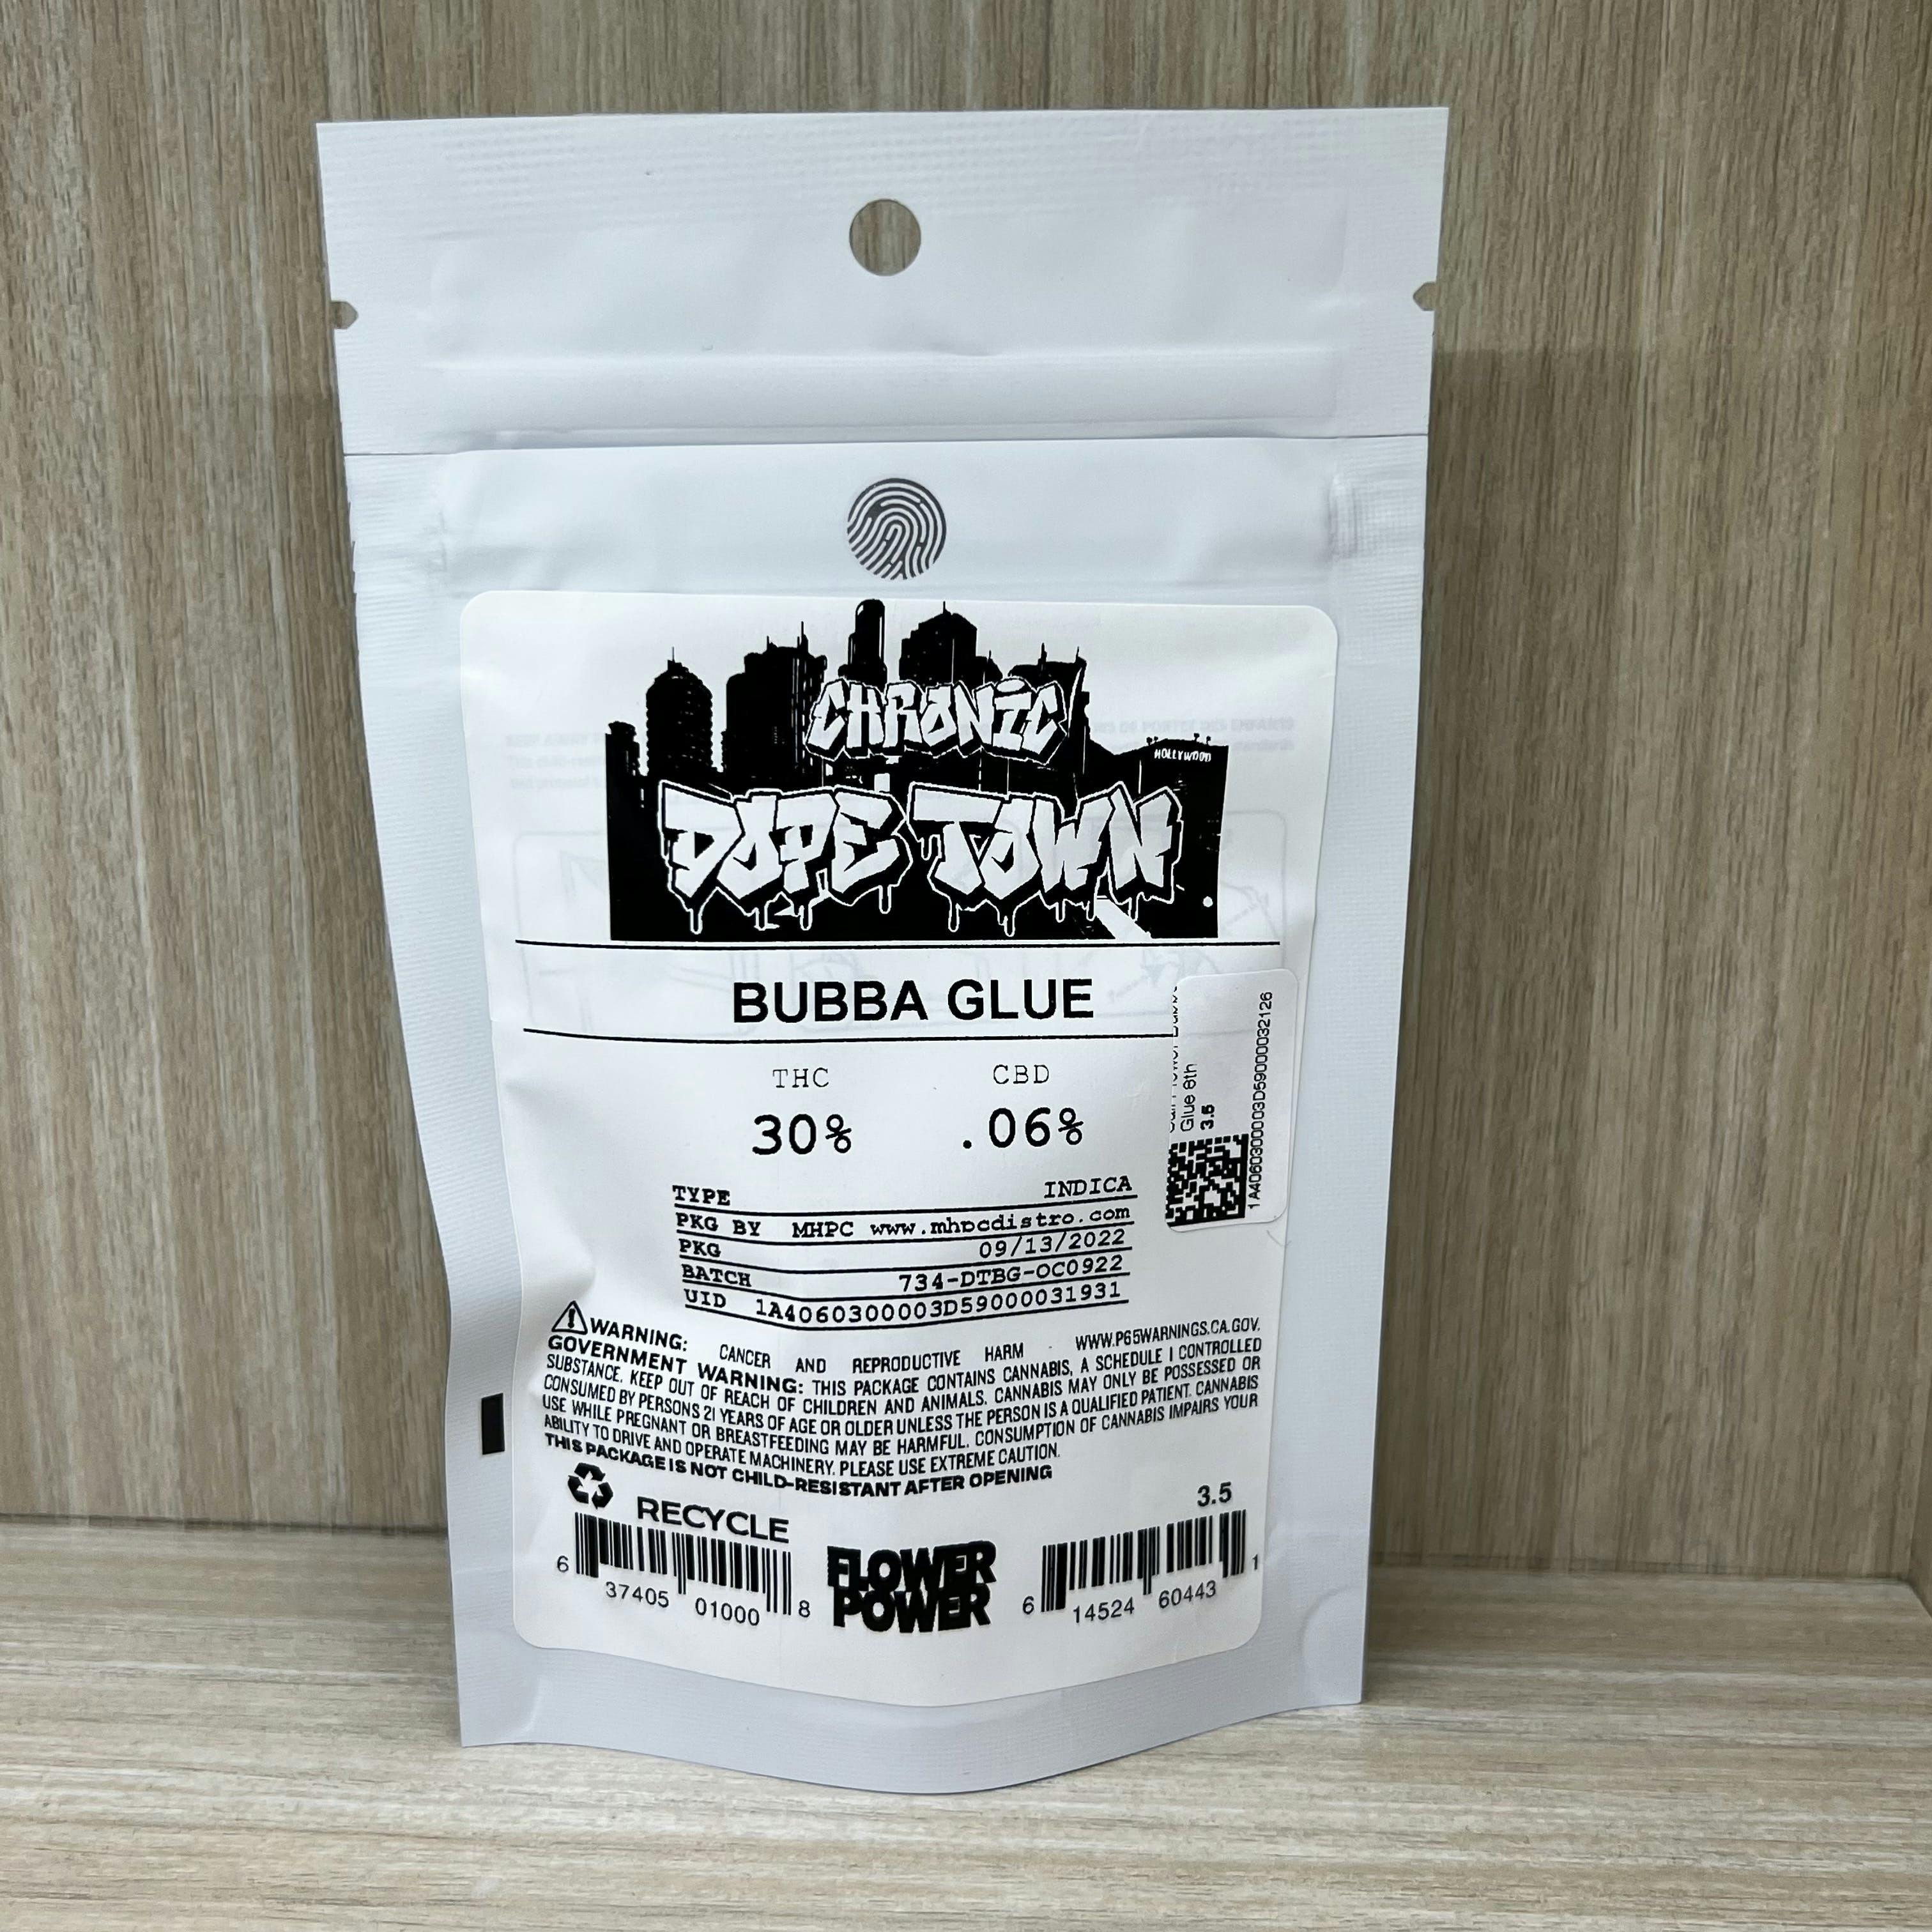 CHRONIC
HOLLYWOOD
DOPE TOWN
BUBBA GLUE
THC CBD
30% .06%
TYPE INDICA
PKG BY MHPC www.mhpcdistro.com
PKG 09/13/2022
BATCH 734-DTBG-OC0922
UID 1A4060300003D59000031931
Glue 8th
3.5
1A4060300003D59000032126
WARNING: CANCER AND REPRODUCTIVE HARM - WWW.P65WARNINGS.CA.GOV.
GOVERNMENT WARNING: THIS PACKAGE CONTAINS CANNABIS, A SCHEDULE I CONTROLLED
SUBSTANCE. KEEP OUT OF REACH OF CHILDREN AND ANIMALS. CANNABIS MAY ONLY BE POSSESSED OR
CONSUMED BY PERSONS 21 YEARS OF AGE OR OLDER UNLESS THE PERSON IS A QUALIFIED PATIENT. CANNABIS
USE WHILE PREGNANT OR BREASTFEEDING MAY BE HARMFUL. CONSUMPTION OF CANNABIS IMPAIRS YOUR
ABILITY TO DRIVE AND OPERATE MACHINERY. PLEASE USE EXTREME CAUTION.
THIS PACKAGE IS NOT CHILD-RESISTANT AFTER OPENING
RECYCLE
3.5
6 37405 01000 8
FLOWER
POWER
6 14524 60443 1